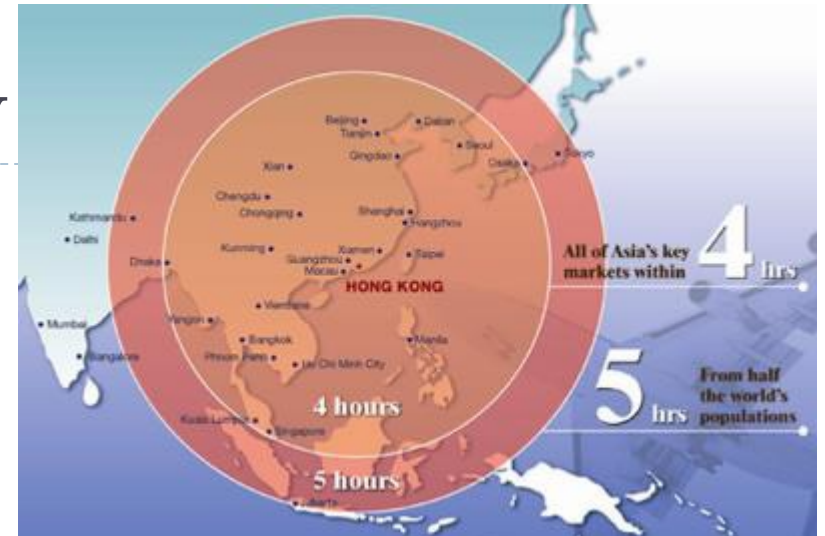 Beijing
Tianjin
Dalian
Qingdao
Seoul
Osaka
Tokyo
Xian
Chengdu
Chongqing
Shanghai
Hangzhou
Kathmandu
Delhi
Dhaka
Kunming
Xiamen
Guangzhou
Macau
Taipei
HONG KONG
All of Asia's key
markets within
4 hrs
Vientiane
Yangon
Mumbai
Bangalore
Bangkok
Manila
Phnom Penh
Ho Chi Minh City
5 hrs
From half
the world's
populations
4 hours
Kuala Lumpur
Singapore
5 hours
Jakarta